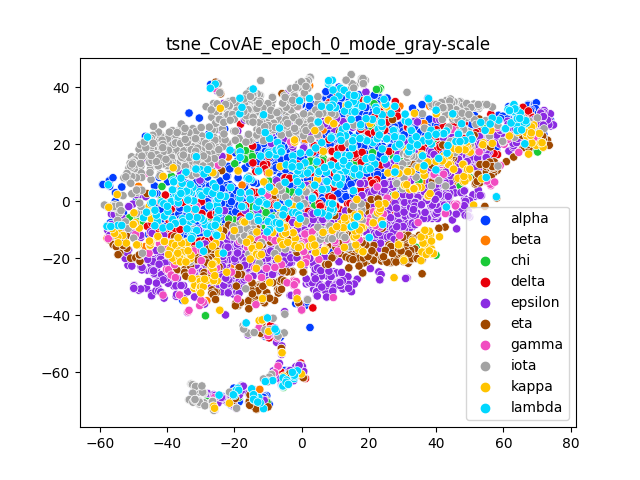 tsne_CovAE_epoch_0_mode_gray-scale
40
20
0
−20
−40
−60
−60 −40 −20 0 20 40 60 80
alpha
beta
chi
delta
epsilon
eta
gamma
iota
kappa
lambda